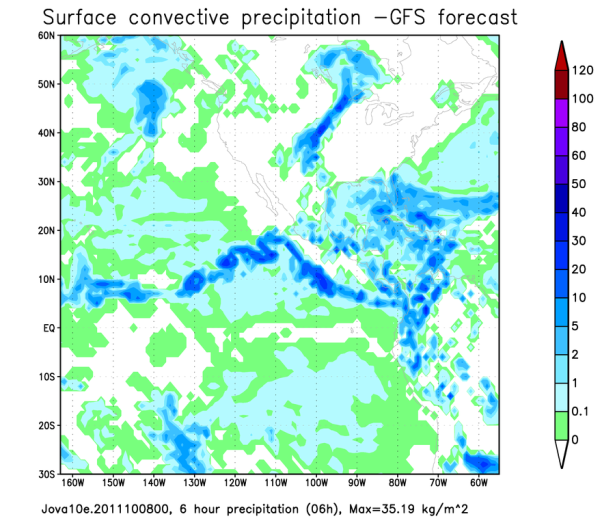 Surface convective precipitation -GFS forecast
60N
50N
40N
30N
20N
10N
EQ
10S
20S
30S
160W 150W 140W 130W 120W 110W 100W 90W 80W 70W 60W
120
100
80
60
50
40
30
20
10
5
2
1
0.1
0
Jova10e.2011100800, 6 hour precipitation (06h), Max=35.19 kg/m^2